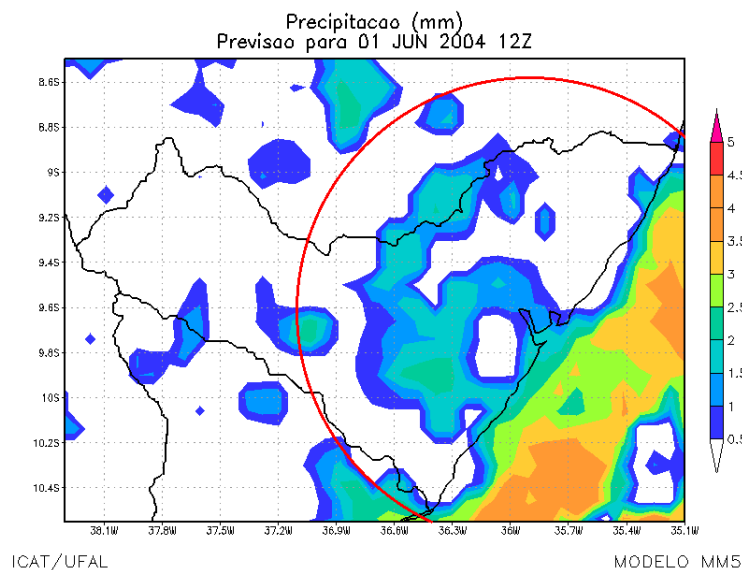 Precipitacao (mm)
Previsao para 01 JUN 2004 12Z
8.6S
8.8S
9S
9.2S
9.4S
9.6S
9.8S
10S
10.2S
10.4S
38.1W 37.8W 37.5W 37.2W 36.9W 36.6W 36.3W 36W 35.7W 35.4W 35.1W
5
4.5
4
3.5
3
2.5
2
1.5
1
0.5
ICAT/UFAL
MODELO MM5